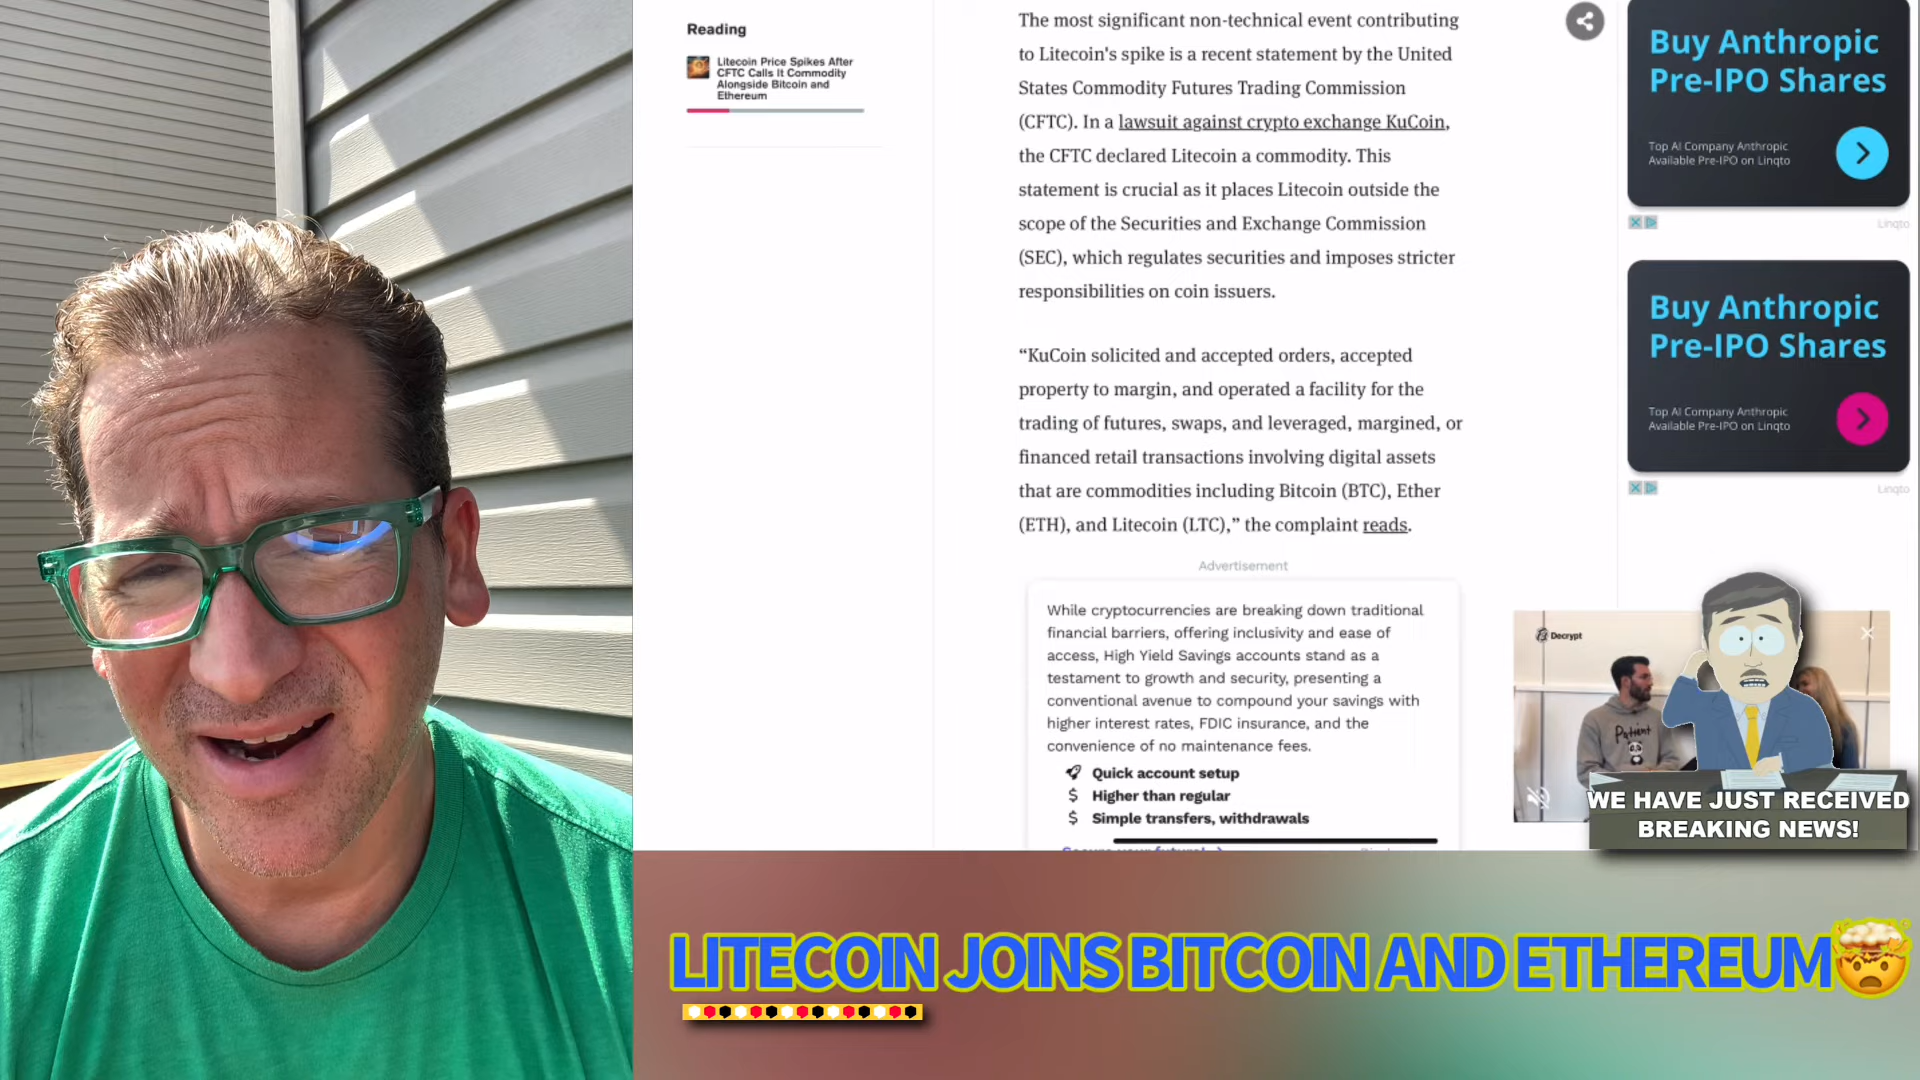 Reading
Litecoin Price Spikes After
CFTC Calls It Commodity
Alongside Bitcoin and
Ethereum
The most significant non-technical event contributing
to Litecoin's spike is a recent statement by the United
States Commodity Futures Trading Commission
(CFTC). In a lawsuit against crypto exchange KuCoin,
the CFTC declared Litecoin a commodity. This
statement is crucial as it places Litecoin outside the
scope of the Securities and Exchange Commission
(SEC), which regulates securities and imposes stricter
responsibilities on coin issuers.
“KuCoin solicited and accepted orders, accepted
property to margin, and operated a facility for the
trading of futures, swaps, and leveraged, margined, or
financed retail transactions involving digital assets
that are commodities including Bitcoin (BTC), Ether
(ETH), and Litecoin (LTC),” the complaint reads.
Advertisement
While cryptocurrencies are breaking down traditional
financial barriers, offering inclusivity and ease of
access, High Yield Savings accounts stand as a
testament to growth and security, presenting a
conventional avenue to compound your savings with
higher interest rates, FDIC insurance, and the
convenience of no maintenance fees.
Quick account setup
$ Higher than regular
$ Simple transfers, withdrawals
Buy Anthropic
Pre-IPO Shares
Top AI Company Anthropic
Available Pre-IPO on Linqto
Linqto
Buy Anthropic
Pre-IPO Shares
Top AI Company Anthropic
Available Pre-IPO on Linqto
Linqto
Decrypt
Patient
WE HAVE JUST RECEIVED
BREAKING NEWS!
LITECOIN JOINS BITCOIN AND ETHEREUM🤯